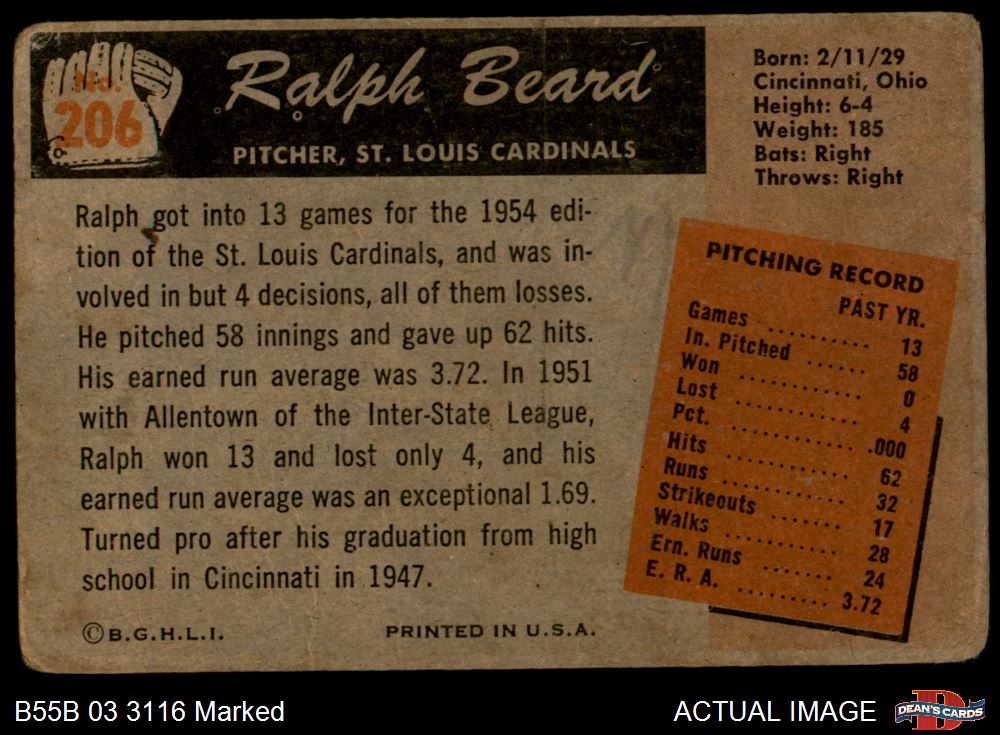 No.
206
Ralph Beard
PITCHER, ST. LOUIS CARDINALS
Born: 2/11/29
Cincinnati, Ohio
Height: 6-4
Weight: 185
Bats: Right
Throws: Right
Ralph got into 13 games for the 1954 edi-
tion of the St. Louis Cardinals, and was in-
volved in but 4 decisions, all of them losses.
He pitched 58 innings and gave up 62 hits.
His earned run average was 3.72. In 1951
with Allentown of the Inter-State League,
Ralph won 13 and lost only 4, and his
earned run average was an exceptional 1.69.
Turned pro after his graduation from high
school in Cincinnati in 1947.
PITCHING RECORD
PAST YR.
Games ........ 13
In. Pitched ...... 58
Won ........... 0
Lost ........... 4
Pct. ............ .000
Hits ........... 62
Runs .......... 32
Strikeouts ....... 17
Walks .......... 28
Ern. Runs ....... 24
E. R. A. ......... 3.72
©B.G.H.L.I.
PRINTED IN U.S.A.
B55B 03 3116 Marked
ACTUAL IMAGE
D
DEAN'S CARDS